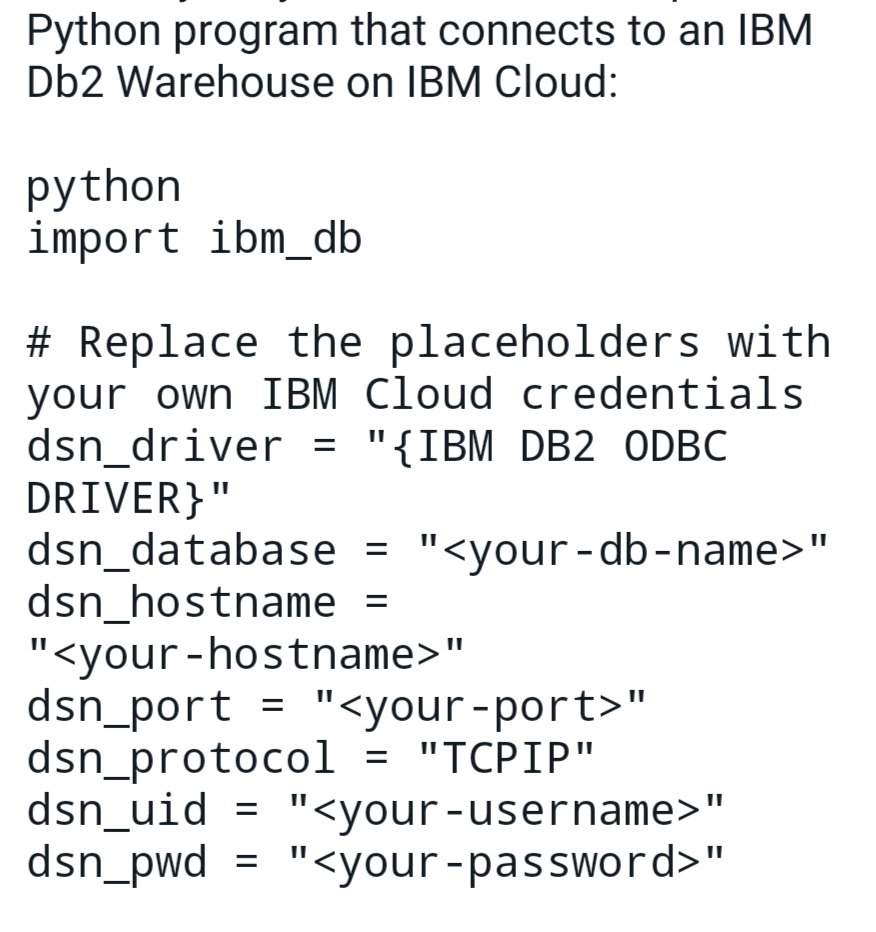 Python program that connects to an IBM
Db2 Warehouse on IBM Cloud:
python
import ibm_db
# Replace the placeholders with
your own IBM Cloud credentials
dsn_driver = "{IBM DB2 ODBC
DRIVER}"
dsn_database = "<your-db-name>"
dsn_hostname =
"<your-hostname>"
dsn_port = "<your-port>"
dsn_protocol = "TCPIP"
dsn_uid = "<your-username>"
dsn_pwd = "<your-password>"